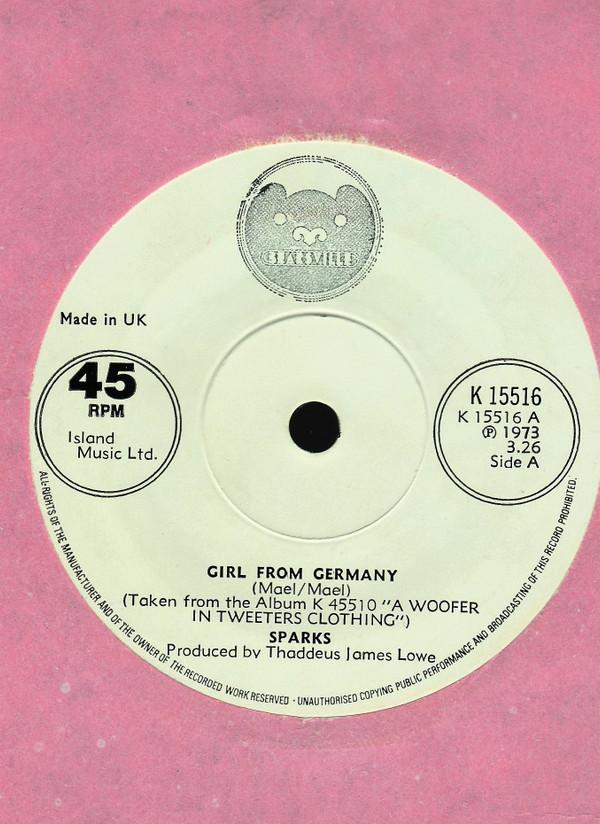 BEARSVILLE
Made in UK
45
RPM
Island
Music Ltd.
K 15516
K 15516 A
Ⓟ 1973
3.26
Side A
GIRL FROM GERMANY
(Mael/Mael)
(Taken from the Album K 45510 "A WOOFER
IN TWEETERS CLOTHING")
SPARKS
Produced by Thaddeus James Lowe
ALL RIGHTS OF THE MANUFACTURER AND OF THE OWNER OF THE RECORDED WORK RESERVED · UNAUTHORISED COPYING PUBLIC PERFORMANCE AND BROADCASTING OF THIS RECORD PROHIBITED.